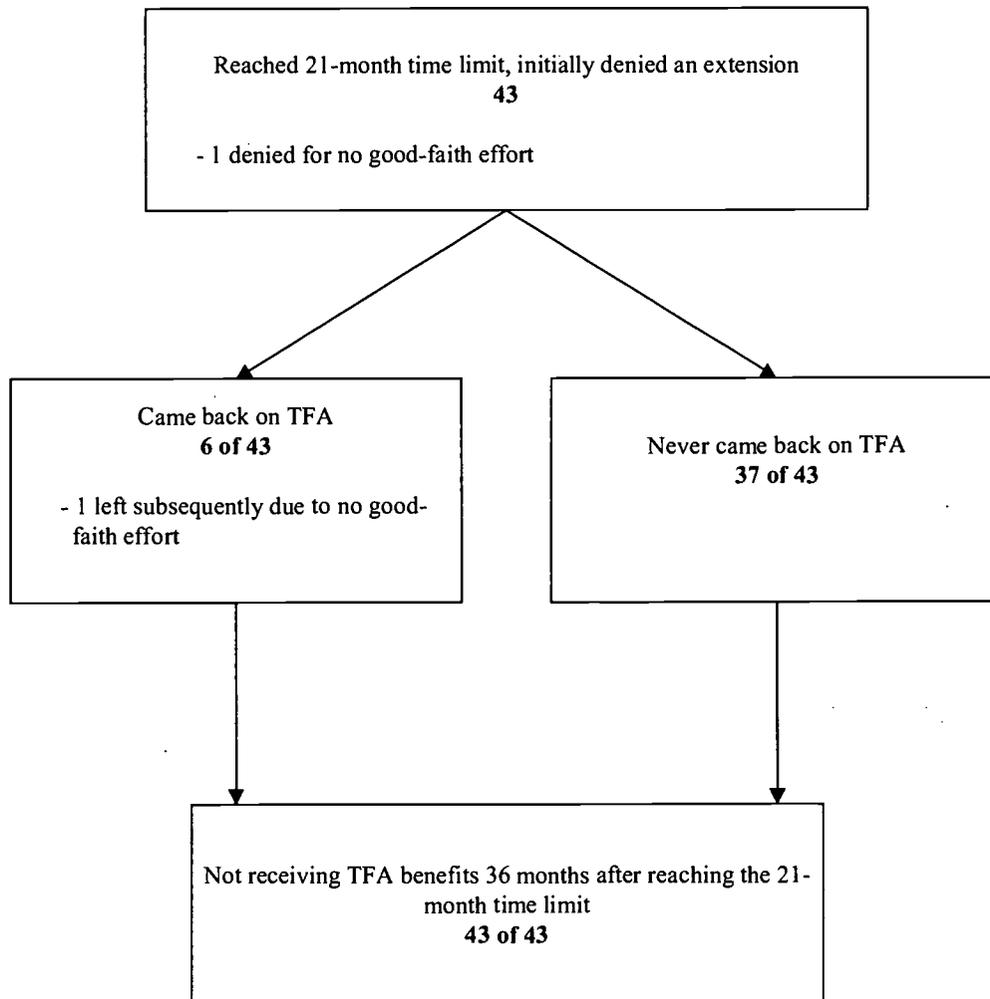 Reached 21-month time limit, initially denied an extension
43
- 1 denied for no good-faith effort
Came back on TFA
6 of 43
- 1 left subsequently due to no good-
faith effort
Never came back on TFA
37 of 43
Not receiving TFA benefits 36 months after reaching the 21-
month time limit
43 of 43